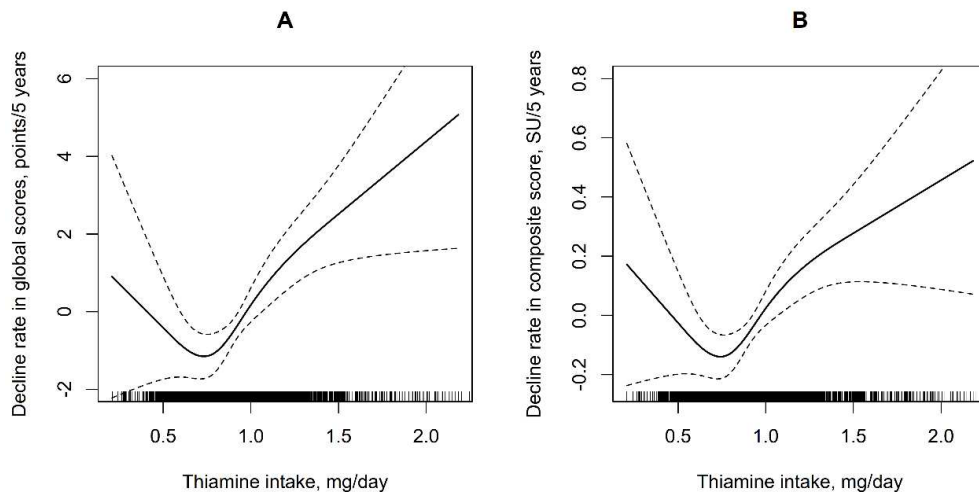 A
Decline rate in global scores, points/5 years
6
4
2
0
-2
0.5 1.0 1.5 2.0
Thiamine intake, mg/day
B
Decline rate in composite score, SU/5 years
0.8
0.6
0.4
0.2
0.0
-0.2
0.5 1.0 1.5 2.0
Thiamine intake, mg/day